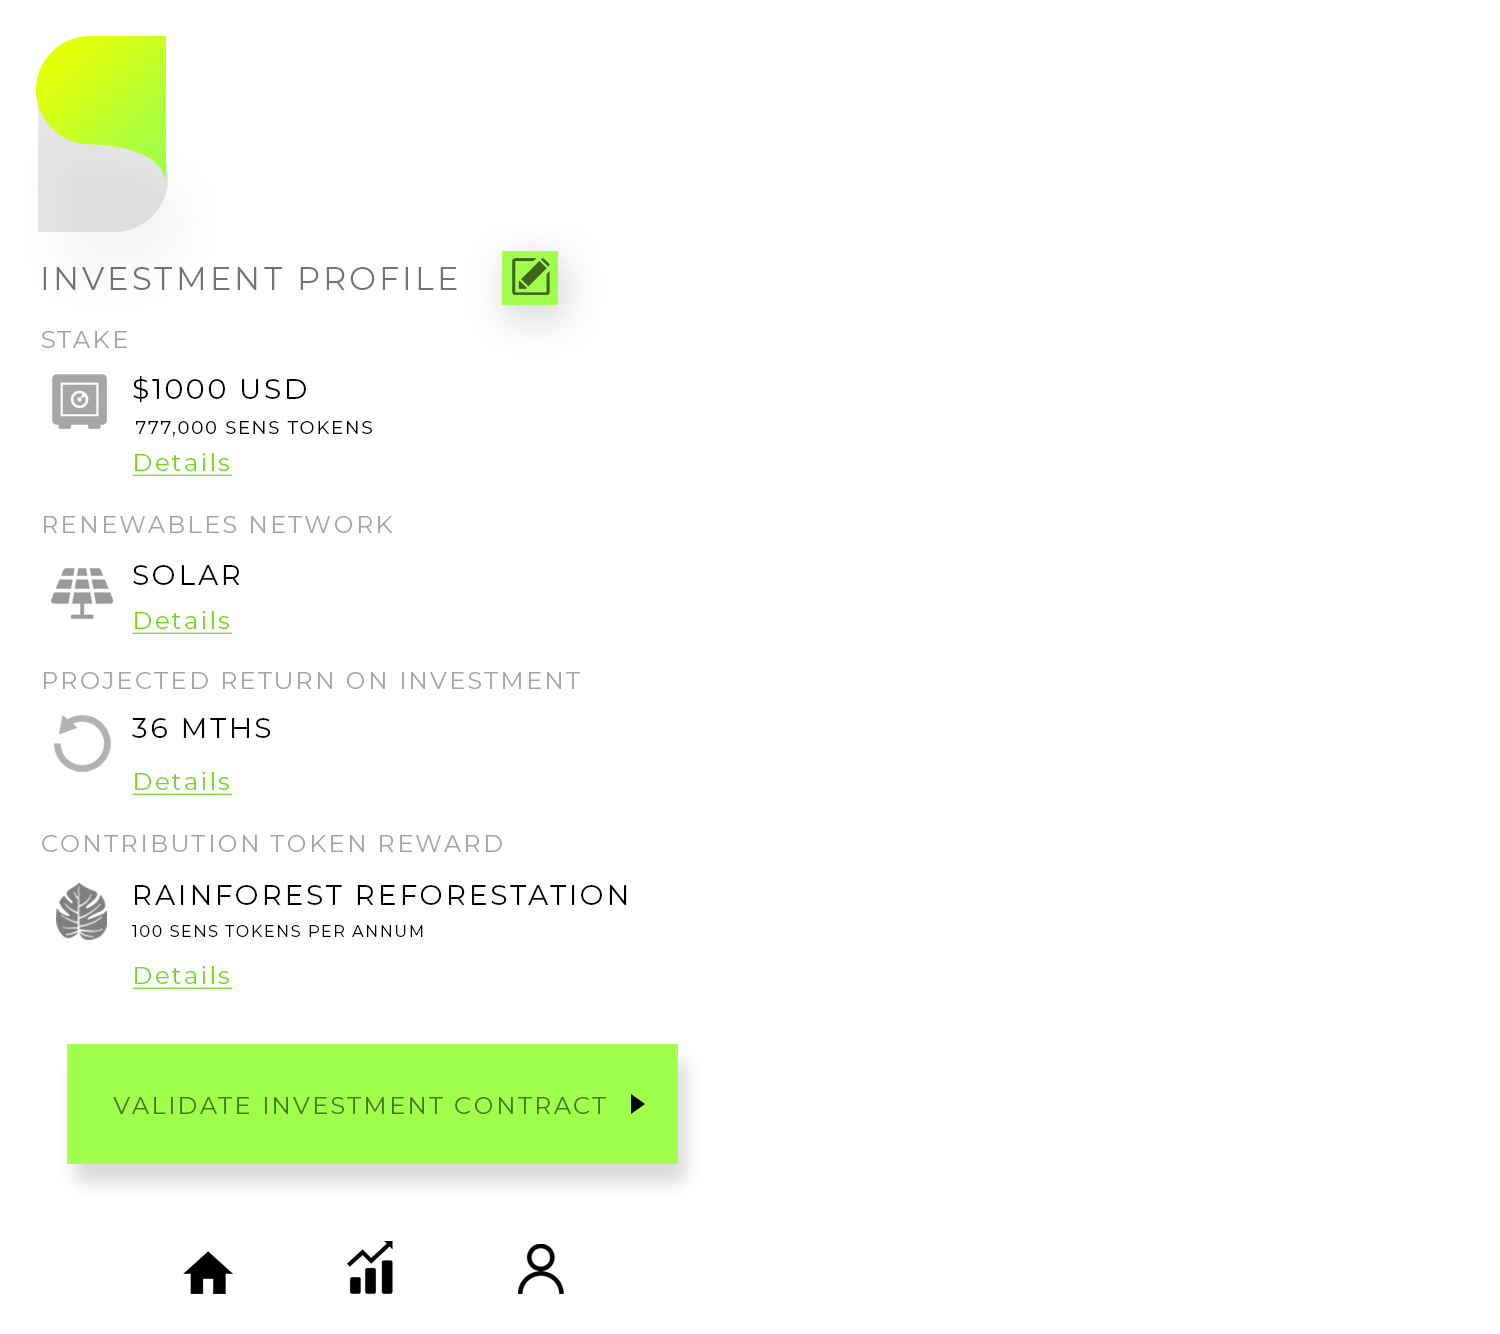 INVESTMENT PROFILE
STAKE
$1000 USD
777,000 SENS TOKENS
Details
RENEWABLES NETWORK
SOLAR
Details
PROJECTED RETURN ON INVESTMENT
36 MTHS
Details
CONTRIBUTION TOKEN REWARD
RAINFOREST REFORESTATION
100 SENS TOKENS PER ANNUM
Details
VALIDATE INVESTMENT CONTRACT